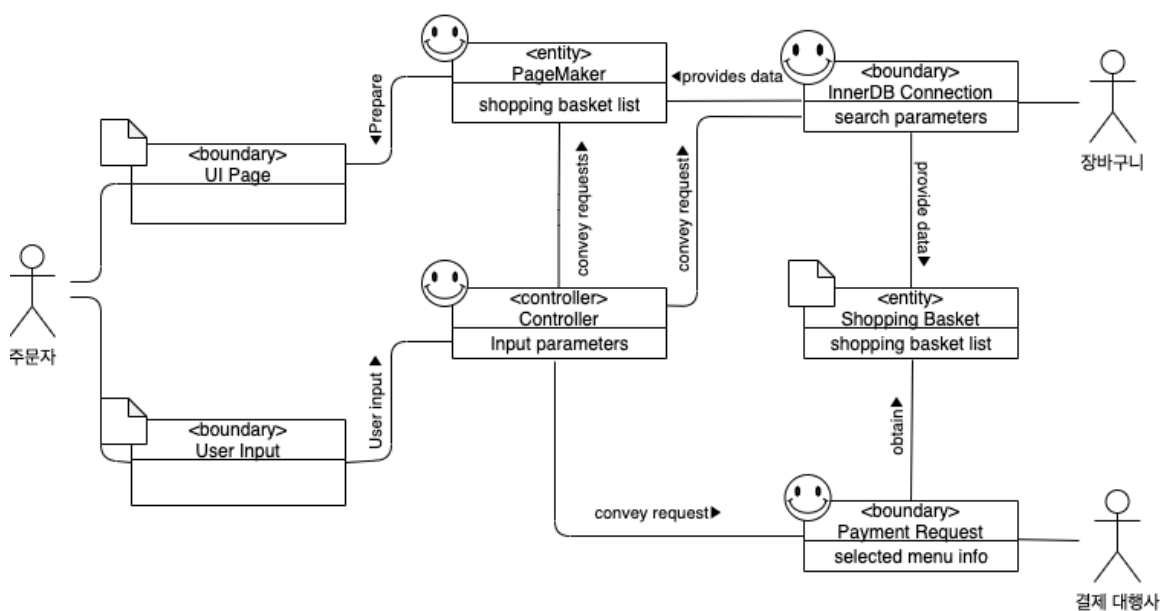 <entity>
PageMaker
shopping basket list
◀provides data
<boundary>
InnerDB Connection
search parameters
장바구니
◀Prepare
<boundary>
UI Page
convey requests▶
convey request▶
provide data▶
주문자
<controller>
Controller
Input parameters
<entity>
Shopping Basket
shopping basket list
User input ▶
obtain▶
<boundary>
User Input
convey request▶
<boundary>
Payment Request
selected menu info
결제 대행사